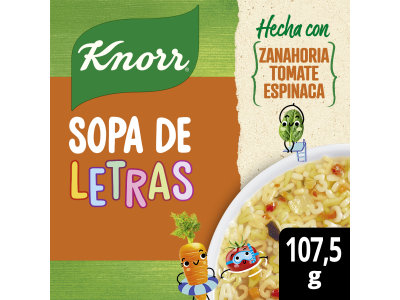 Knorr
Hecha con
ZANAHORIA
TOMATE
ESPINACA
SOPA DE
LETRAS
107,5
g